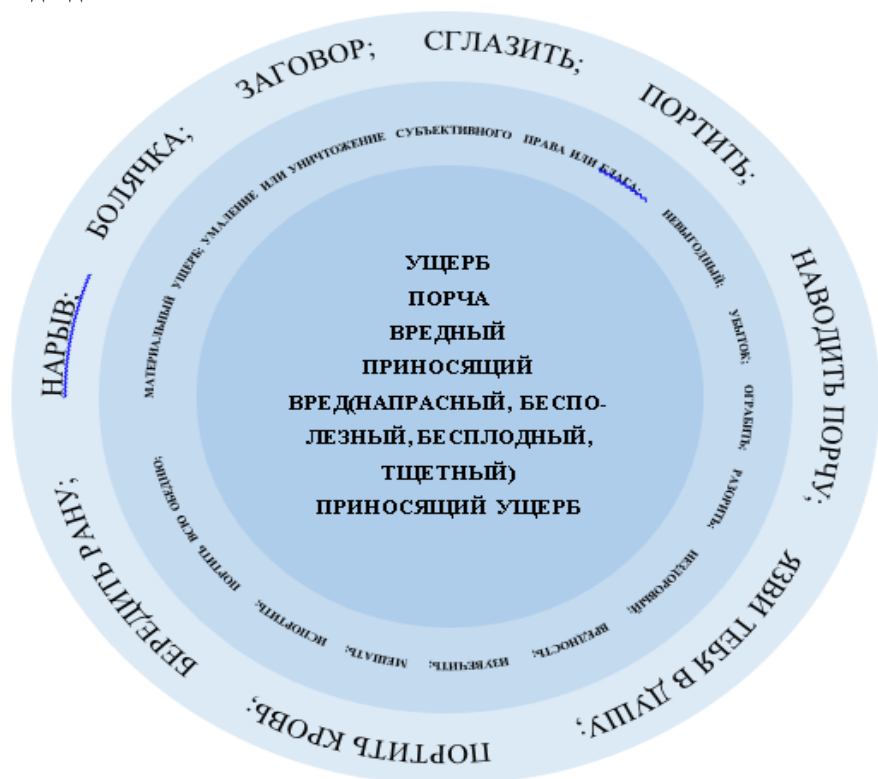 НАРЫВ; БОЛЯЧКА; ЗАГОВОР; СГЛАЗИТЬ; ПОРТИТЬ; НАВОДИТЬ ПОРЧУ; ЯЗВИ ТЕБЯ В ДУШУ; ПОРТИТЬ КРОВЬ; БЕРЕДИТЬ РАНУ;
МАТЕРИАЛЬНЫЙ УЩЕРБ; УМАЛЕНИЕ ИЛИ УНИЧТОЖЕНИЕ СУБЪЕКТИВНОГО ПРАВА ИЛИ БЛАГА; НЕВЫГОДНЫЙ; УБЫТОК; ОГРАБИТЬ; РАЗОРИТЬ; НЕЗДОРОВЫЙ; ВРЕДНОСТЬ; ИЗУВЕЧИТЬ; МЕШАТЬ; ИСПОРТИТЬ; ПОРТИТЬ ВСЮ ОБЕДНЮ;
УЩЕРБ
ПОРЧА
ВРЕДНЫЙ
ПРИНОСЯЩИЙ
ВРЕД(НАПРАСНЫЙ, БЕСПО-
ЛЕЗНЫЙ, БЕСПЛОДНЫЙ,
ТЩЕТНЫЙ)
ПРИНОСЯЩИЙ УЩЕРБ